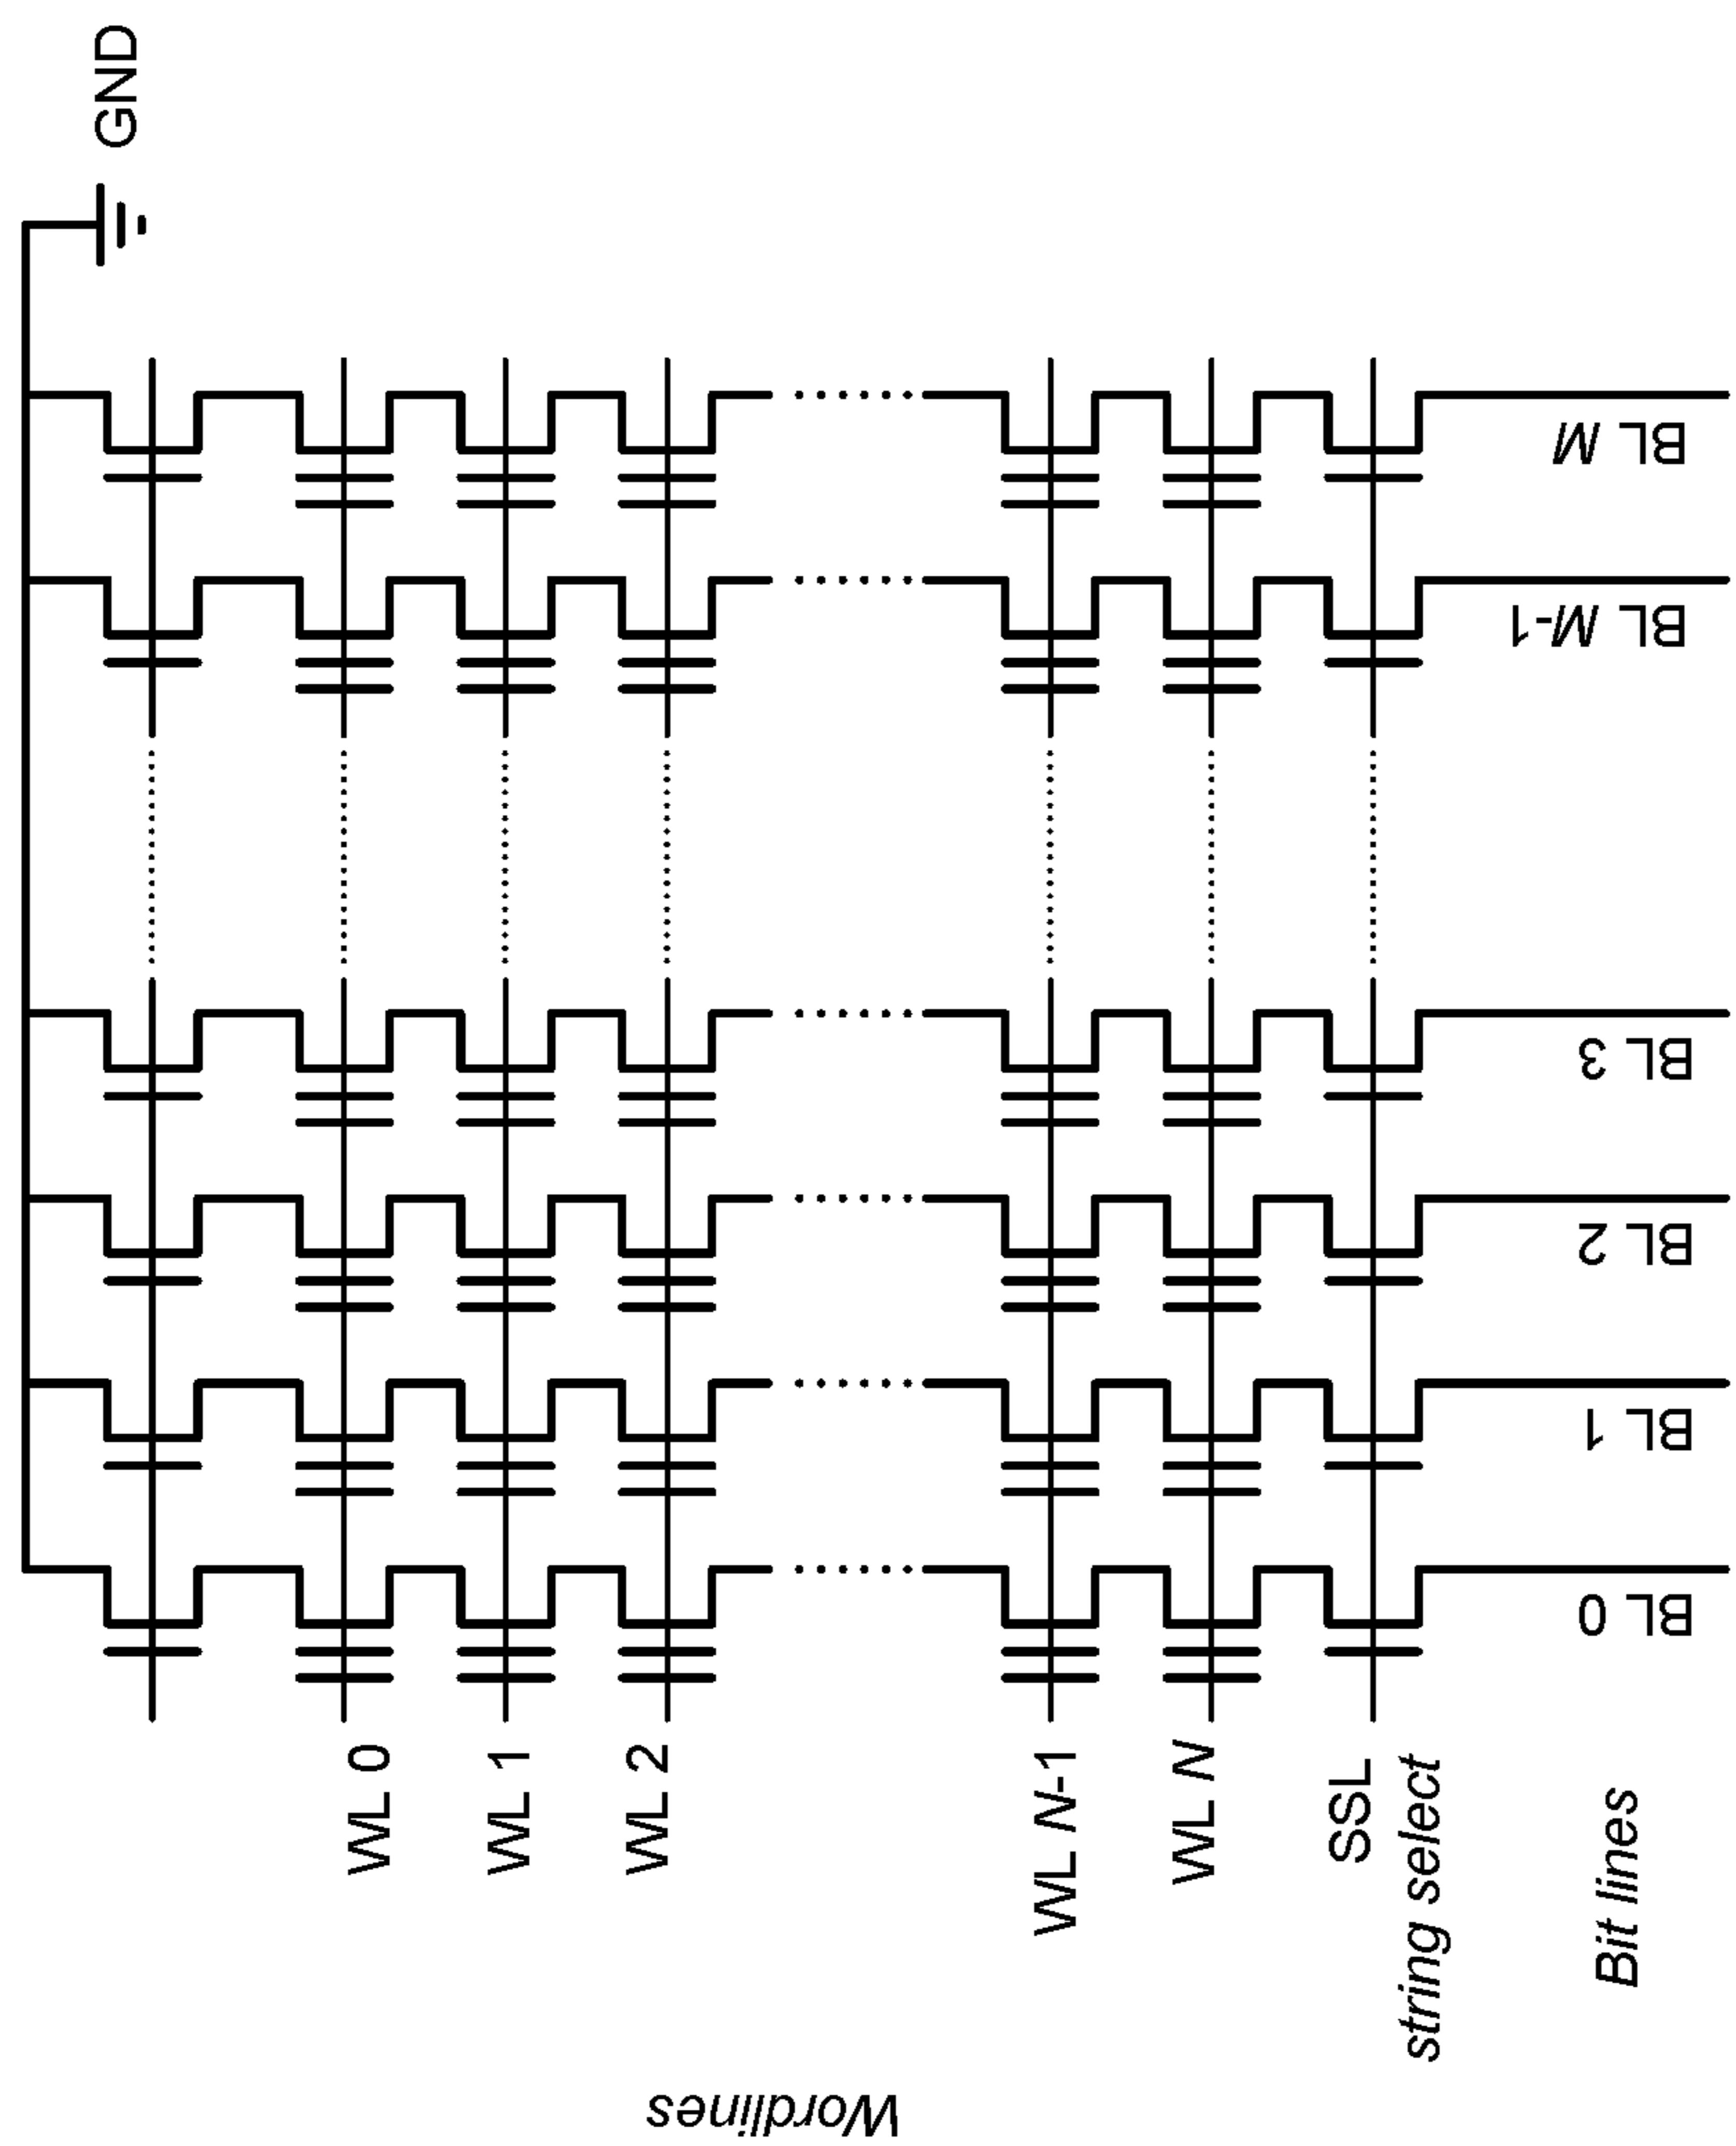 GND
WL 0
WL 1
WL 2
WL N-1
WL N
SSL
string select
Bit lines
Wordlines
BL 0
BL 1
BL 2
BL 3
BL M-1
BL M